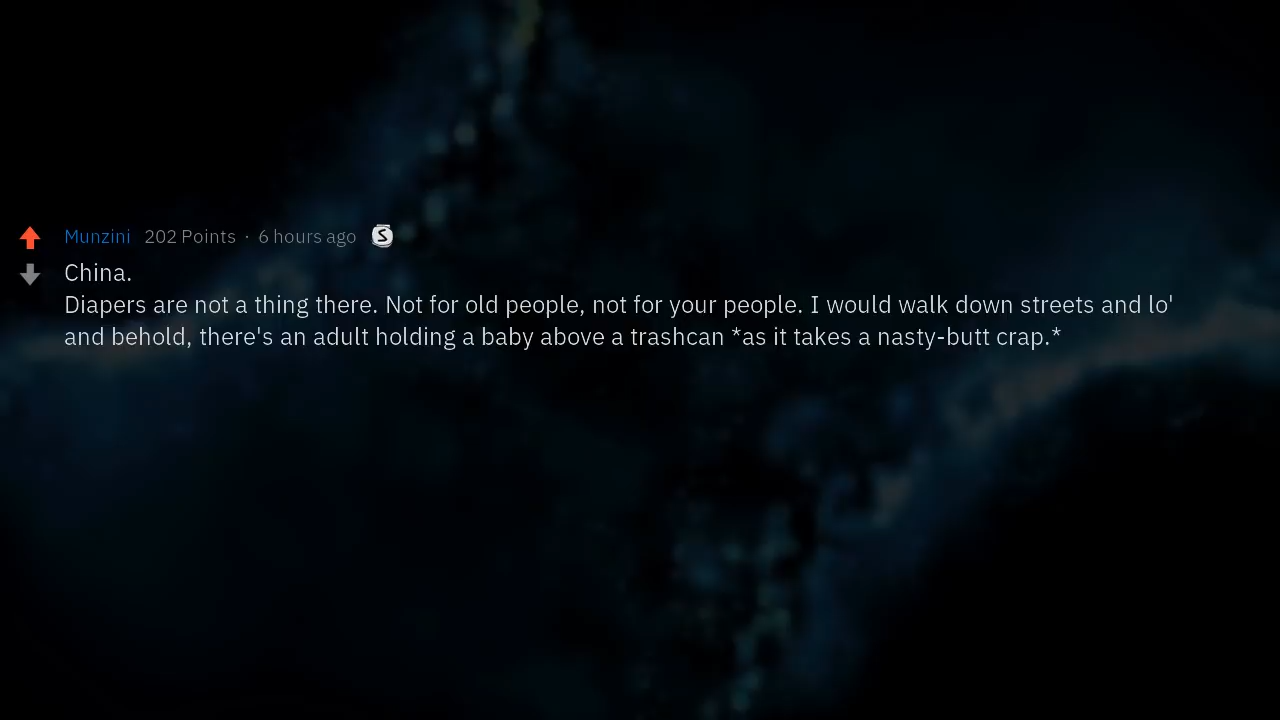 Munzini 202 Points · 6 hours ago S
China.
Diapers are not a thing there. Not for old people, not for your people. I would walk down streets and lo'
and behold, there's an adult holding a baby above a trashcan *as it takes a nasty-butt crap.*